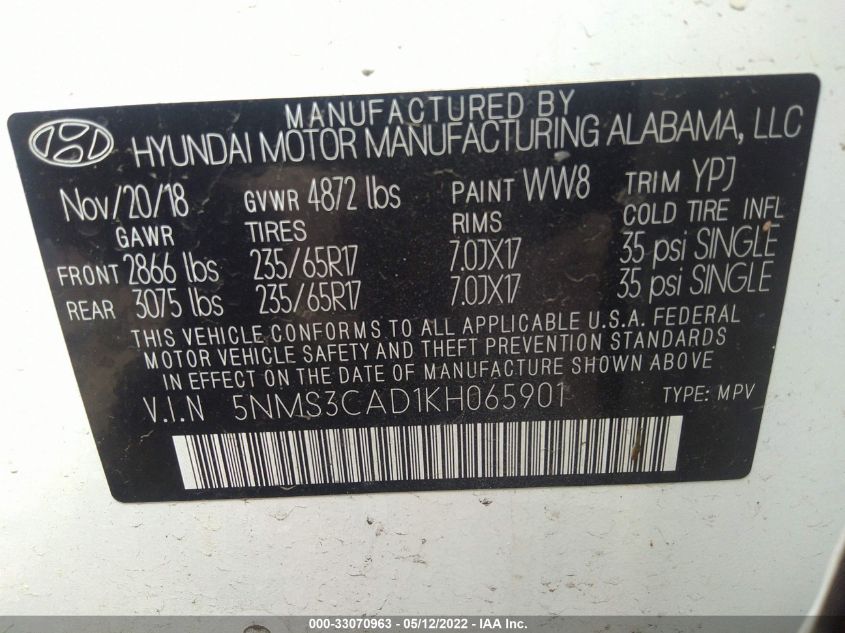 MANUFACTURED BY
HYUNDAI MOTOR MANUFACTURING ALABAMA, LLC
Nov/20/18 GVWR 4872 lbs PAINT WW8 TRIM YPJ
GAWR TIRES RIMS COLD TIRE INFL
FRONT 2866 lbs 235/65R17 7.0JX17 35 psi SINGLE
REAR 3075 lbs 235/65R17 7.0JX17 35 psi SINGLE
THIS VEHICLE CONFORMS TO ALL APPLICABLE U.S.A. FEDERAL
MOTOR VEHICLE SAFETY AND THEFT PREVENTION STANDARDS
IN EFFECT ON THE DATE OF MANUFACTURE SHOWN ABOVE
V.I.N 5NMS3CAD1KH065901 TYPE: MPV
000-33070963 - 05/12/2022 - IAA Inc.